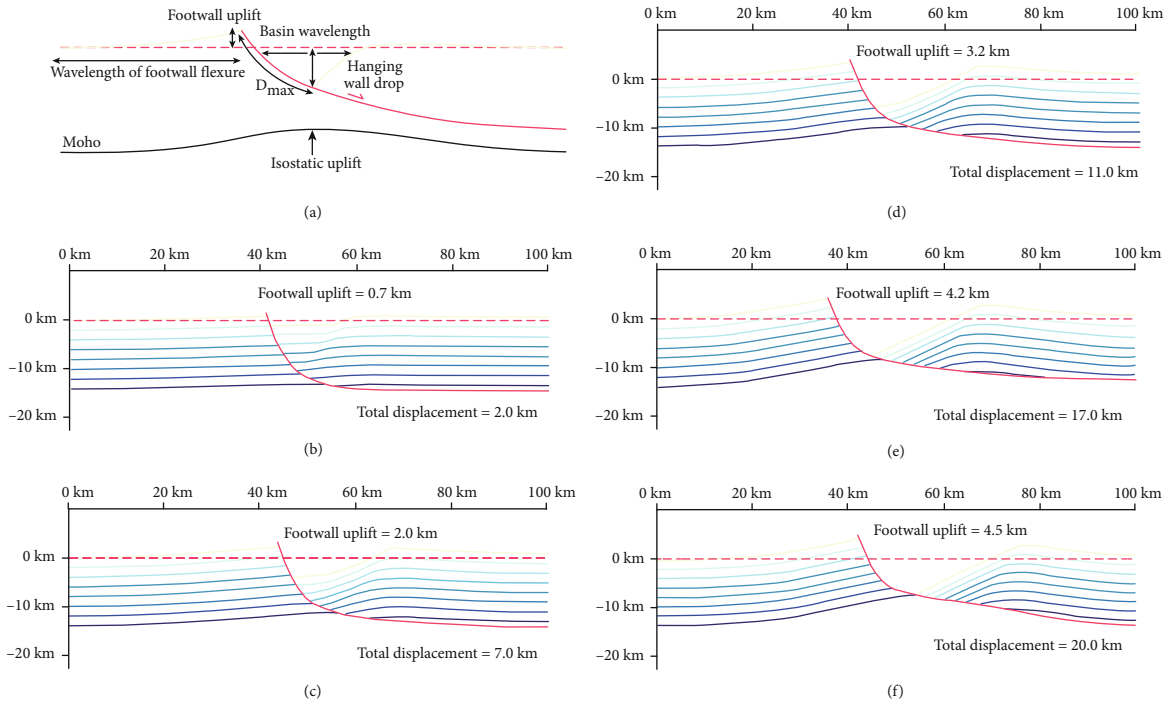 Footwall uplift
Basin wavelength
Wavelength of footwall flexure
Dmax
Hanging
wall drop
Moho
Isostatic uplift
(a)
0 km 20 km 40 km 60 km 80 km 100 km
Footwall uplift = 0.7 km
0 km
–10 km
–20 km
Total displacement = 2.0 km
(b)
0 km 20 km 40 km 60 km 80 km 100 km
Footwall uplift = 2.0 km
0 km
–10 km
–20 km
Total displacement = 7.0 km
(c)
0 km 20 km 40 km 60 km 80 km 100 km
Footwall uplift = 3.2 km
0 km
–10 km
–20 km
Total displacement = 11.0 km
(d)
0 km 20 km 40 km 60 km 80 km 100 km
Footwall uplift = 4.2 km
0 km
–10 km
–20 km
Total displacement = 17.0 km
(e)
0 km 20 km 40 km 60 km 80 km 100 km
Footwall uplift = 4.5 km
0 km
–10 km
–20 km
Total displacement = 20.0 km
(f)